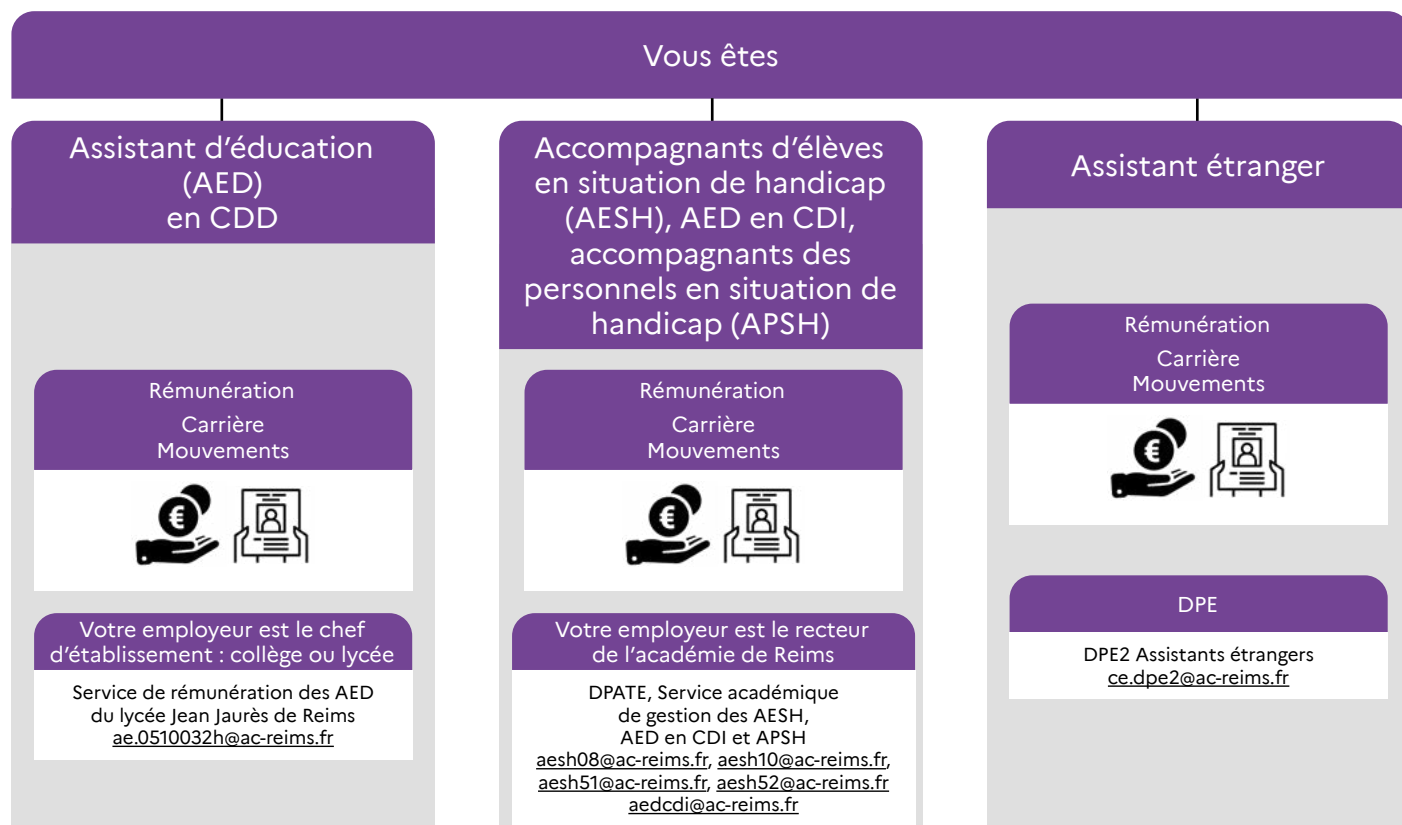 Vous êtes
Assistant d'éducation
(AED)
en CDD
Rémunération
Carrière
Mouvements
€
Votre employeur est le chef
d'établissement : collège ou lycée
Service de rémunération des AED
du lycée Jean Jaurès de Reims
ae.0510032h@ac-reims.fr
Accompagnants d'élèves
en situation de handicap
(AESH), AED en CDI,
accompagnants des
personnels en situation de
handicap (APSH)
Rémunération
Carrière
Mouvements
€
Votre employeur est le recteur
de l'académie de Reims
DPATE, Service académique
de gestion des AESH,
AED en CDI et APSH
aesh08@ac-reims.fr, aesh10@ac-reims.fr,
aesh51@ac-reims.fr, aesh52@ac-reims.fr
aedcdi@ac-reims.fr
Assistant étranger
Rémunération
Carrière
Mouvements
€
DPE
DPE2 Assistants étrangers
ce.dpe2@ac-reims.fr